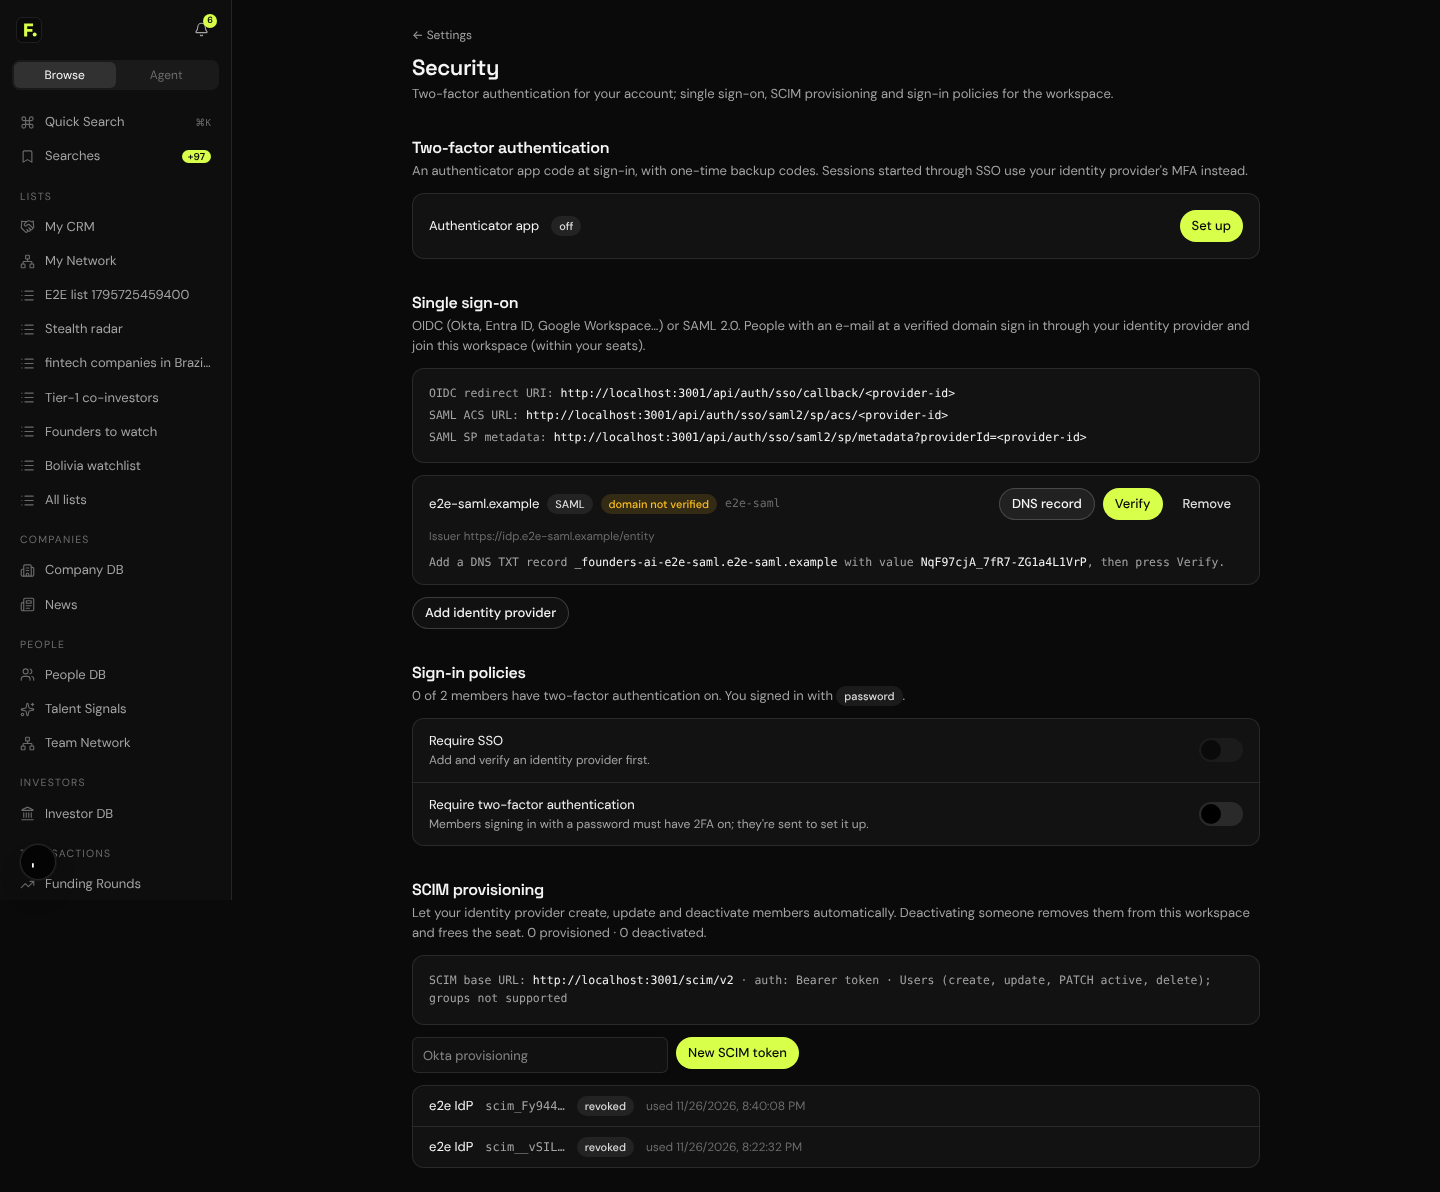 F.
6
Browse
Agent
Quick Search
⌘K
Searches
+97
LISTS
My CRM
My Network
E2E list 1795725459400
Stealth radar
fintech companies in Brazi...
Tier-1 co-investors
Founders to watch
Bolivia watchlist
All lists
COMPANIES
Company DB
News
PEOPLE
People DB
Talent Signals
Team Network
INVESTORS
Investor DB
SACTIONS
Funding Rounds
← Settings
Security
Two-factor authentication for your account; single sign-on, SCIM provisioning and sign-in policies for the workspace.
Two-factor authentication
An authenticator app code at sign-in, with one-time backup codes. Sessions started through SSO use your identity provider's MFA instead.
Authenticator app off
Set up
Single sign-on
OIDC (Okta, Entra ID, Google Workspace...) or SAML 2.0. People with an e-mail at a verified domain sign in through your identity provider and
join this workspace (within your seats).
OIDC redirect URI: http://localhost:3001/api/auth/sso/callback/<provider-id>
SAML ACS URL: http://localhost:3001/api/auth/sso/saml2/sp/acs/<provider-id>
SAML SP metadata: http://localhost:3001/api/auth/sso/saml2/sp/metadata?providerId=<provider-id>
e2e-saml.example SAML domain not verified e2e-saml
DNS record
Verify
Remove
Issuer https://idp.e2e-saml.example/entity
Add a DNS TXT record _founders-ai-e2e-saml.e2e-saml.example with value NqF97cjA_7fR7-ZG1a4L1VrP, then press Verify.
Add identity provider
Sign-in policies
0 of 2 members have two-factor authentication on. You signed in with password.
Require SSO
Add and verify an identity provider first.
Require two-factor authentication
Members signing in with a password must have 2FA on; they're sent to set it up.
SCIM provisioning
Let your identity provider create, update and deactivate members automatically. Deactivating someone removes them from this workspace
and frees the seat. 0 provisioned · 0 deactivated.
SCIM base URL: http://localhost:3001/scim/v2 · auth: Bearer token · Users (create, update, PATCH active, delete);
groups not supported
Okta provisioning
New SCIM token
e2e IdP scim_Fy944... revoked used 11/26/2026, 8:40:08 PM
e2e IdP scim__vSIL... revoked used 11/26/2026, 8:22:32 PM